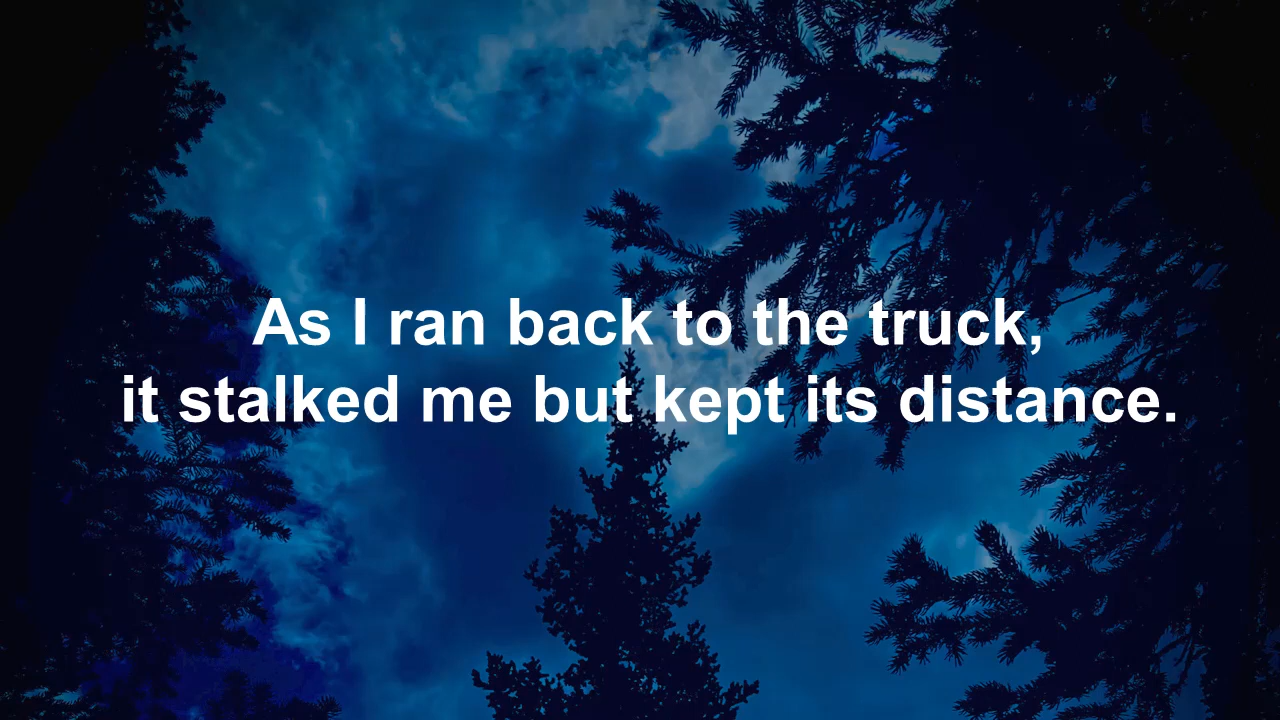 As I ran back to the truck,
it stalked me but kept its distance.